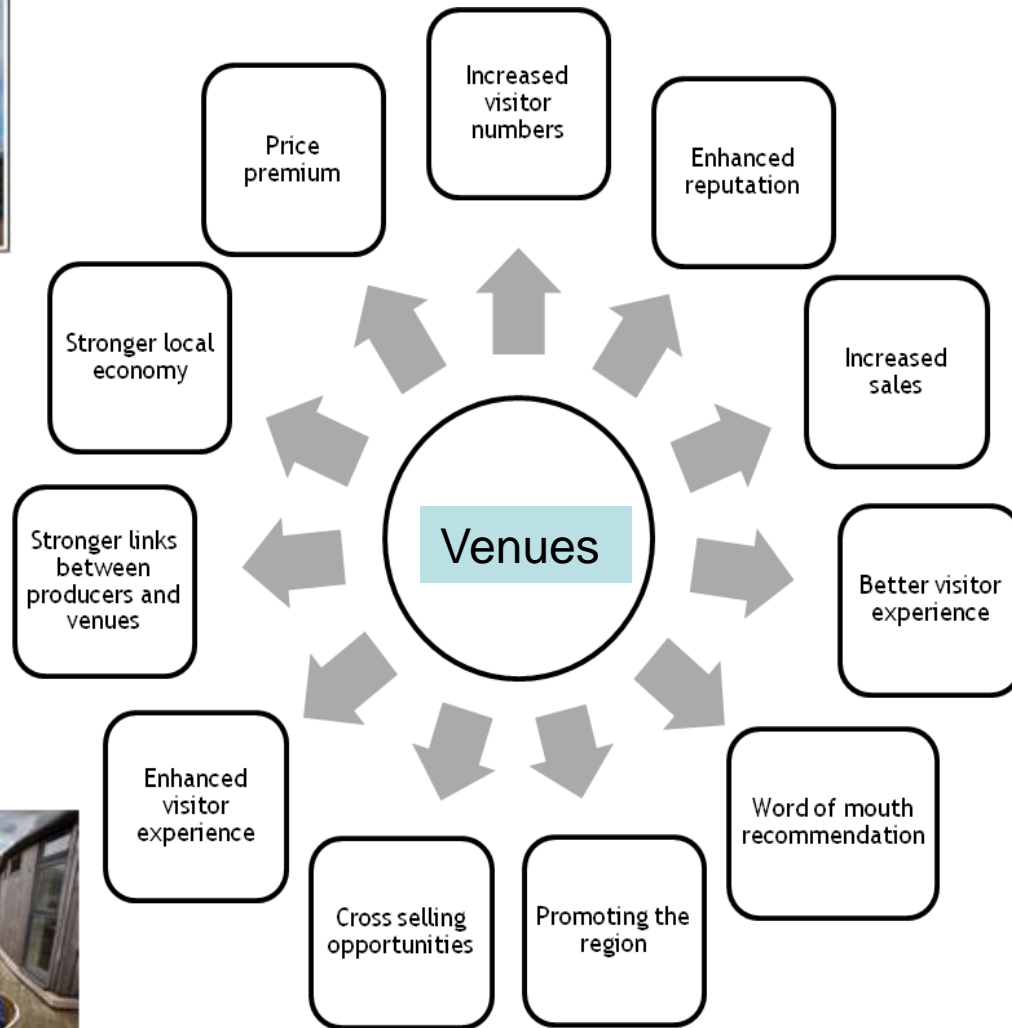 Increased
visitor
numbers
Enhanced
reputation
Increased
sales
Better visitor
experience
Word of mouth
recommendation
Promoting the
region
Cross selling
opportunities
Enhanced
visitor
experience
Stronger links
between
producers and
venues
Stronger local
economy
Price
premium
Venues